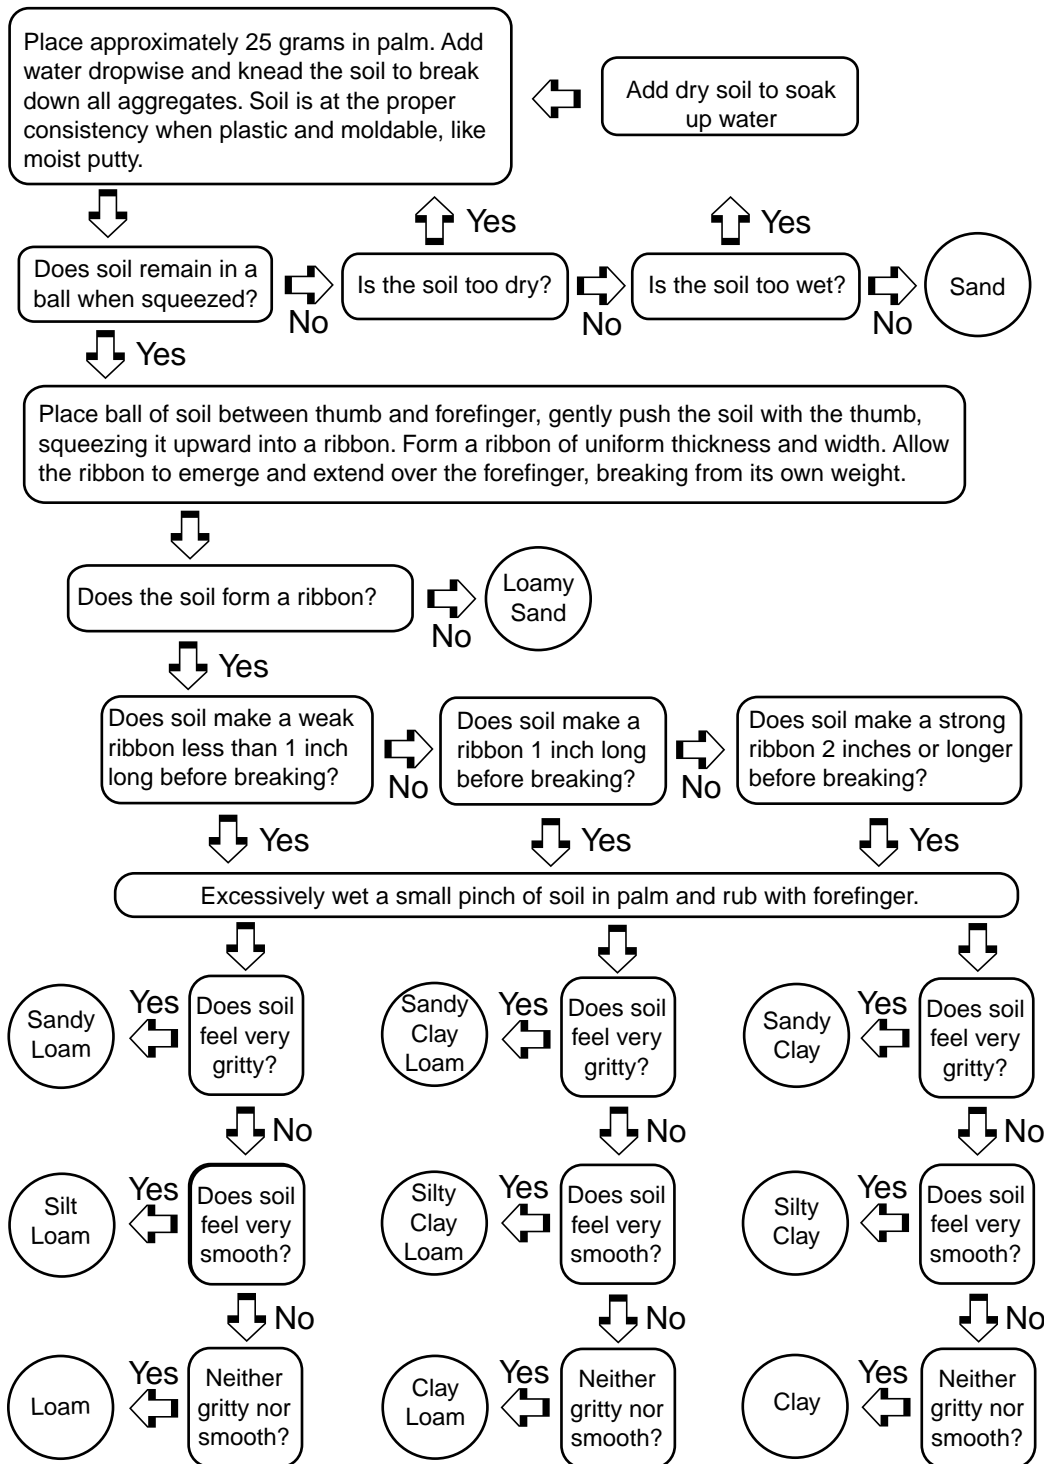 Place approximately 25 grams in palm. Add
water dropwise and knead the soil to break
down all aggregates. Soil is at the proper
consistency when plastic and moldable, like
moist putty.
Add dry soil to soak
up water
Yes
Yes
Does soil remain in a
ball when squeezed?
No
Is the soil too dry?
No
Is the soil too wet?
No
Sand
Yes
Place ball of soil between thumb and forefinger, gently push the soil with the thumb,
squeezing it upward into a ribbon. Form a ribbon of uniform thickness and width. Allow
the ribbon to emerge and extend over the forefinger, breaking from its own weight.
Does the soil form a ribbon?
No
Loamy
Sand
Yes
Does soil make a weak
ribbon less than 1 inch
long before breaking?
No
Does soil make a
ribbon 1 inch long
before breaking?
No
Does soil make a strong
ribbon 2 inches or longer
before breaking?
Yes
Yes
Yes
Excessively wet a small pinch of soil in palm and rub with forefinger.
Sandy
Loam
Yes
Does soil
feel very
gritty?
Sandy
Clay
Loam
Yes
Does soil
feel very
gritty?
Sandy
Clay
Yes
Does soil
feel very
gritty?
No
No
No
Silt
Loam
Yes
Does soil
feel very
smooth?
Silty
Clay
Loam
Yes
Does soil
feel very
smooth?
Silty
Clay
Yes
Does soil
feel very
smooth?
No
No
No
Loam
Yes
Neither
gritty nor
smooth?
Clay
Loam
Yes
Neither
gritty nor
smooth?
Clay
Yes
Neither
gritty nor
smooth?